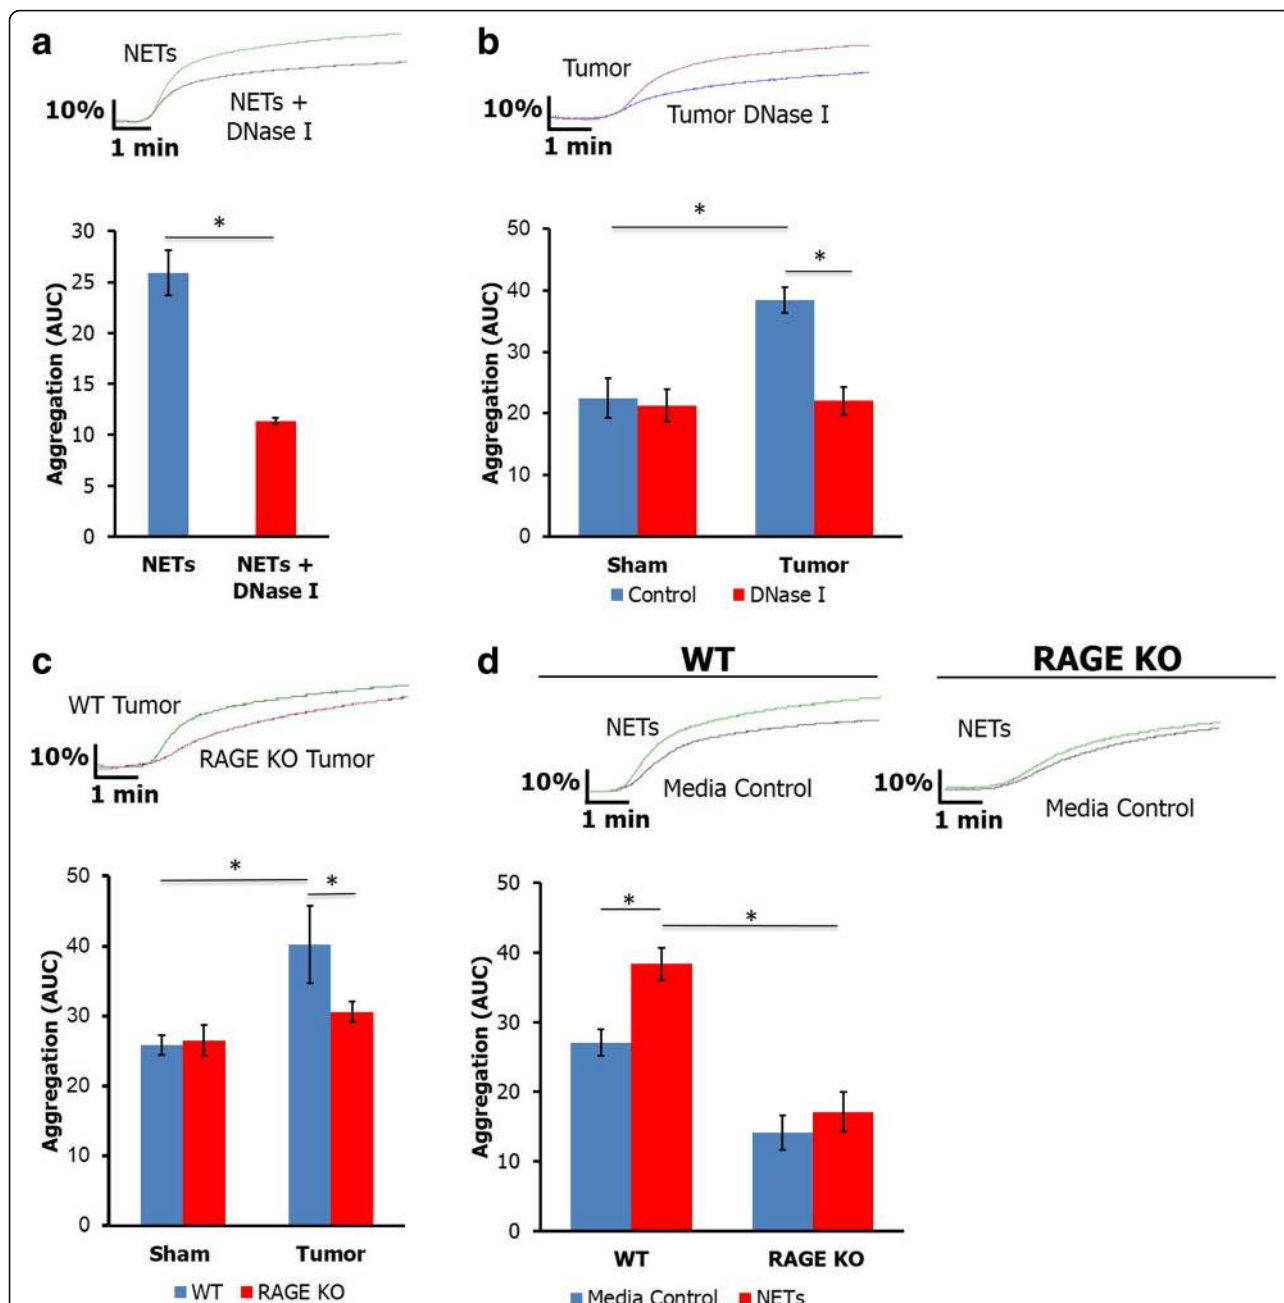 a
NETs
NETs +
DNase I
10%
1 min
*
Aggregation (AUC)
30
25
20
15
10
5
0
NETs
NETs +
DNase I
b
Tumor
Tumor DNase I
10%
1 min
*
*
Aggregation (AUC)
50
40
30
20
10
0
Sham
Tumor
Control
DNase I
c
WT Tumor
RAGE KO Tumor
10%
1 min
*
*
Aggregation (AUC)
50
40
30
20
10
0
Sham
Tumor
WT
RAGE KO
d
WT
NETs
Media Control
10%
1 min
RAGE KO
NETs
Media Control
10%
1 min
*
*
Aggregation (AUC)
50
40
30
20
10
0
WT
RAGE KO
Media Control
NETs